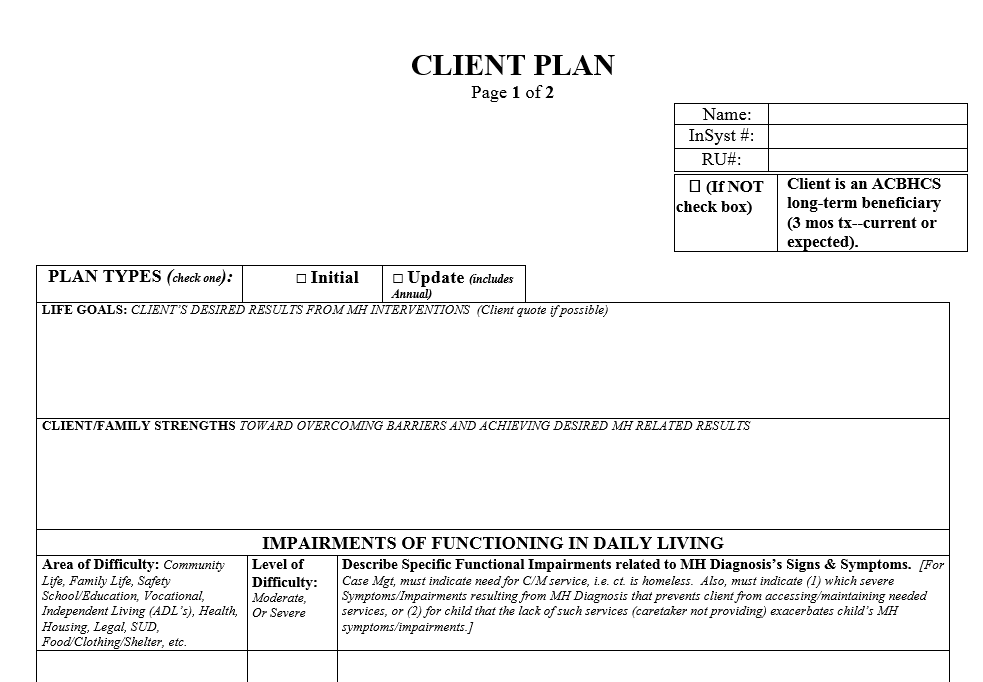 CLIENT PLAN
Page 1 of 2
Name:
InSyst #:
RU#:
☐ (If NOT
check box)
Client is an ACBHCS
long-term beneficiary
(3 mos tx--current or
expected).
PLAN TYPES (check one):
☐ Initial
☐ Update (includes
Annual)
LIFE GOALS: CLIENT'S DESIRED RESULTS FROM MH INTERVENTIONS (Client quote if possible)
CLIENT/FAMILY STRENGTHS TOWARD OVERCOMING BARRIERS AND ACHIEVING DESIRED MH RELATED RESULTS
IMPAIRMENTS OF FUNCTIONING IN DAILY LIVING
Area of Difficulty: Community
Life, Family Life, Safety
School/Education, Vocational,
Independent Living (ADL's), Health,
Housing, Legal, SUD,
Food/Clothing/Shelter, etc.
Level of
Difficulty:
Moderate,
Or Severe
Describe Specific Functional Impairments related to MH Diagnosis's Signs & Symptoms. [For
Case Mgt, must indicate need for C/M service, i.e. ct. is homeless. Also, must indicate (1) which severe
Symptoms/Impairments resulting from MH Diagnosis that prevents client from accessing/maintaining needed
services, or (2) for child that the lack of such services (caretaker not providing) exacerbates child's MH
symptoms/impairments.]